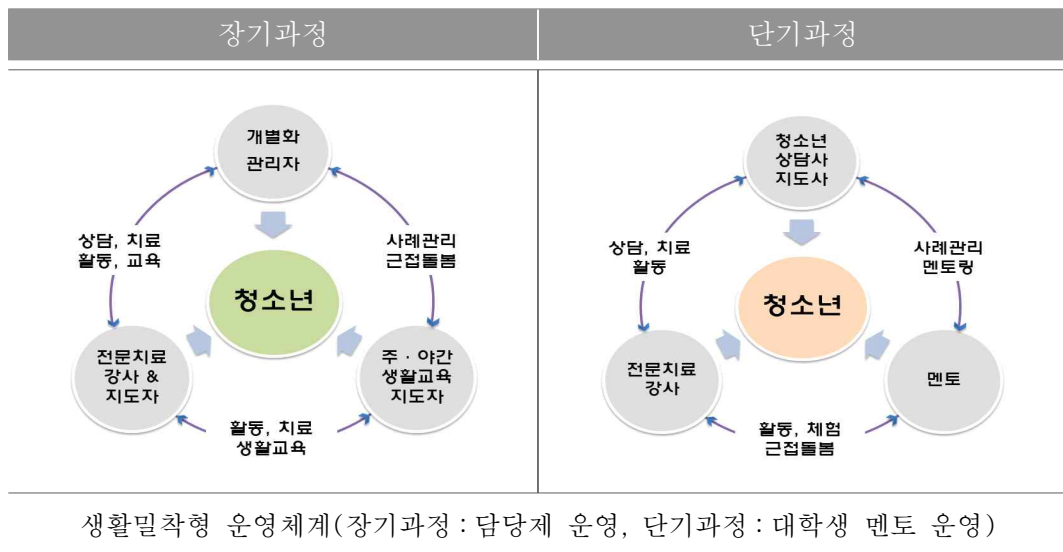 장기과정
단기과정
개별화
관리자
상담, 치료
활동, 교육
사례관리
근접돌봄
청소년
전문치료
강사 &
지도자
주 · 야간
생활교육
지도자
활동, 치료
생활교육
청소년
상담사
지도사
상담, 치료
활동
사례관리
멘토링
청소년
전문치료
강사
멘토
활동, 체험
근접돌봄
생활밀착형 운영체계(장기과정 : 담당제 운영, 단기과정 : 대학생 멘토 운영)